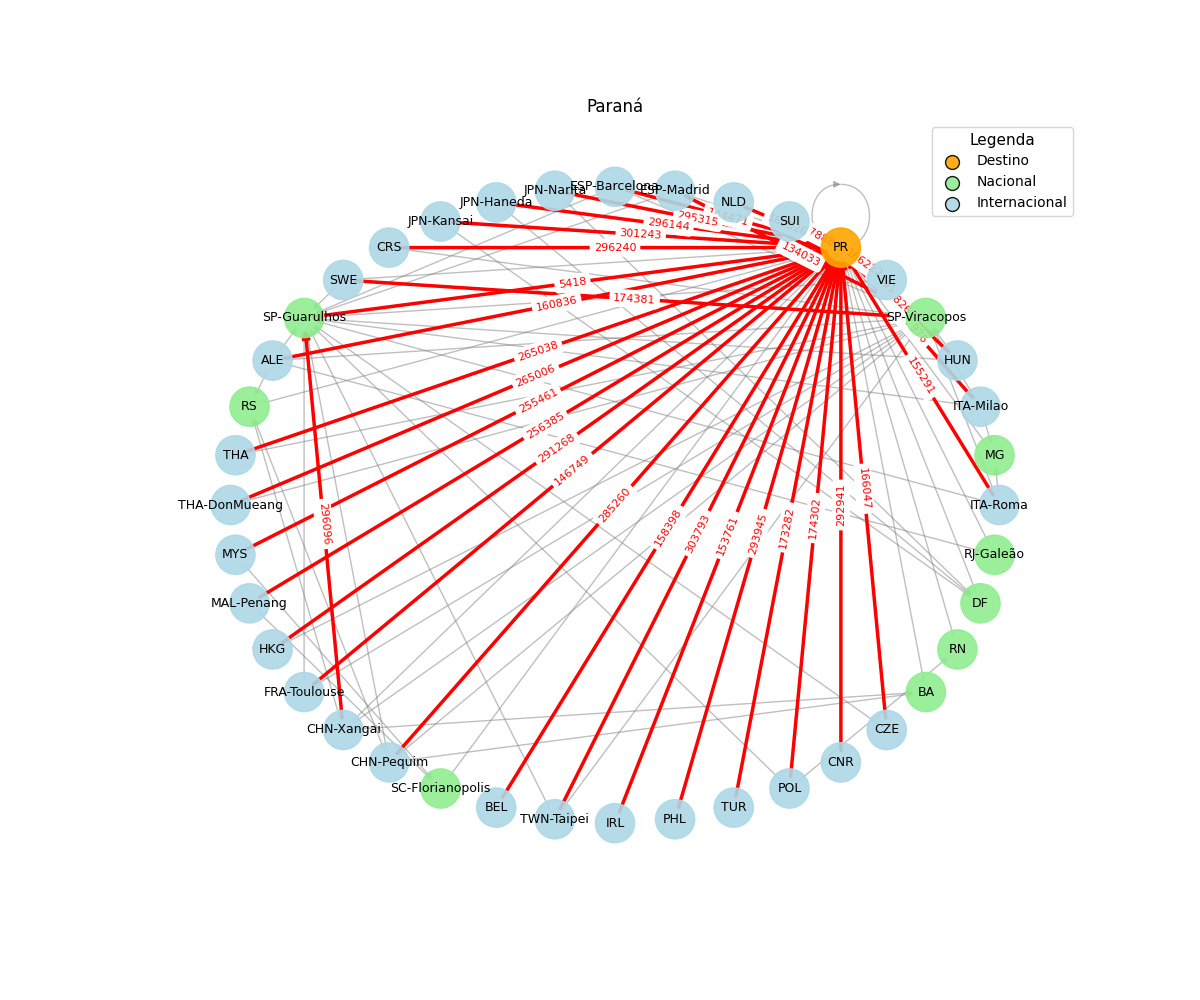 Paraná
Legenda
Destino
Nacional
Internacional
ESP-Barcelona
JPN-Narita
ESP-Madrid
JPN-Haneda
NLD
JPN-Kansai
SUI
CRS
PR
SWE
VIE
SP-Guarulhos
SP-Viracopos
ALE
HUN
RS
ITA-Milao
THA
MG
THA-DonMueang
ITA-Roma
MYS
RJ-Galeão
MAL-Penang
DF
HKG
RN
FRA-Toulouse
BA
CHN-Xangai
CZE
CHN-Pequim
CNR
SC-Florianopolis
POL
BEL
TUR
TWN-Taipei
PHL
IRL
295315
296144
301243
296240
134033
5418
160836
174381
265038
265006
255461
256385
291268
146749
285260
296096
158398
303793
153761
293945
173282
174302
292941
166047
155291